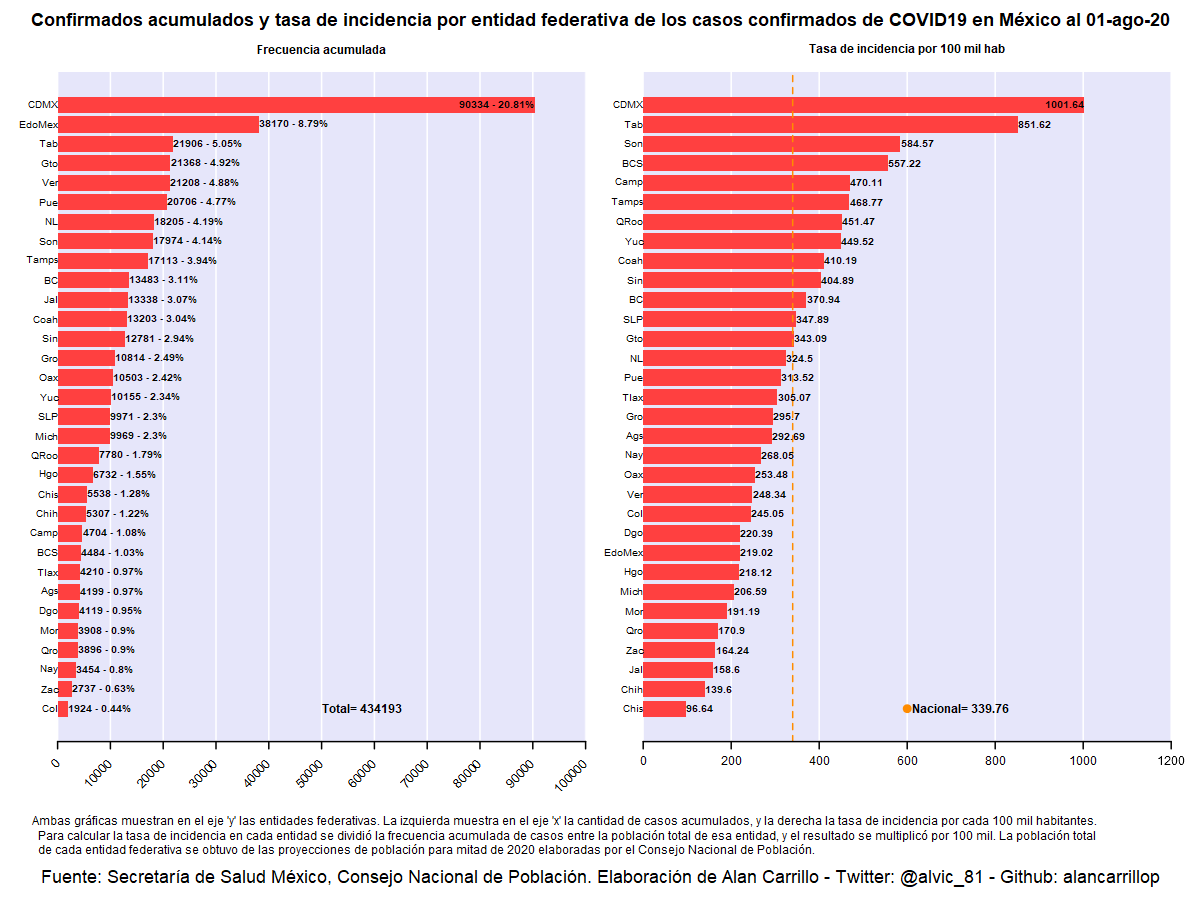 Confirmados acumulados y tasa de incidencia por entidad federativa de los casos confirmados de COVID19 en México al 01-ago-20
Frecuencia acumulada
CDMX 90334 - 20.81%
EdoMex 38170 - 8.79%
Tab 21906 - 5.05%
Gto 21368 - 4.92%
Ver 21208 - 4.88%
Pue 20706 - 4.77%
NL 18205 - 4.19%
Son 17974 - 4.14%
Tamps 17113 - 3.94%
BC 13483 - 3.11%
Jal 13338 - 3.07%
Coah 13203 - 3.04%
Sin 12781 - 2.94%
Gro 10814 - 2.49%
Oax 10503 - 2.42%
Yuc 10155 - 2.34%
SLP 9971 - 2.3%
Mich 9969 - 2.3%
QRoo 7780 - 1.79%
Hgo 6732 - 1.55%
Chis 5538 - 1.28%
Chih 5307 - 1.22%
Camp 4704 - 1.08%
BCS 4484 - 1.03%
Tlax 4210 - 0.97%
Ags 4199 - 0.97%
Dgo 4119 - 0.95%
Mor 3908 - 0.9%
Qro 3896 - 0.9%
Nay 3454 - 0.8%
Zac 2737 - 0.63%
Col 1924 - 0.44% Total= 434193
0 10000 20000 30000 40000 50000 60000 70000 80000 90000 100000
Tasa de incidencia por 100 mil hab
CDMX 1001.64
Tab 851.62
Son 584.57
BCS 557.22
Camp 470.11
Tamps 468.77
QRoo 451.47
Yuc 449.52
Coah 410.19
Sin 404.89
BC 370.94
SLP 347.89
Gto 343.09
NL 324.5
Pue 313.52
Tlax 305.07
Gro 295.7
Ags 292.69
Nay 268.05
Oax 253.48
Ver 248.34
Col 245.05
Dgo 220.39
EdoMex 219.02
Hgo 218.12
Mich 206.59
Mor 191.19
Qro 170.9
Zac 164.24
Jal 158.6
Chih 139.6
Chis 96.64 Nacional= 339.76
0 200 400 600 800 1000 1200
Ambas gráficas muestran en el eje 'y' las entidades federativas. La izquierda muestra en el eje 'x' la cantidad de casos acumulados, y la derecha la tasa de incidencia por cada 100 mil habitantes.
Para calcular la tasa de incidencia en cada entidad se dividió la frecuencia acumulada de casos entre la población total de esa entidad, y el resultado se multiplicó por 100 mil. La población total
de cada entidad federativa se obtuvo de las proyecciones de población para mitad de 2020 elaboradas por el Consejo Nacional de Población.
Fuente: Secretaría de Salud México, Consejo Nacional de Población. Elaboración de Alan Carrillo - Twitter: @alvic_81 - Github: alancarrillop